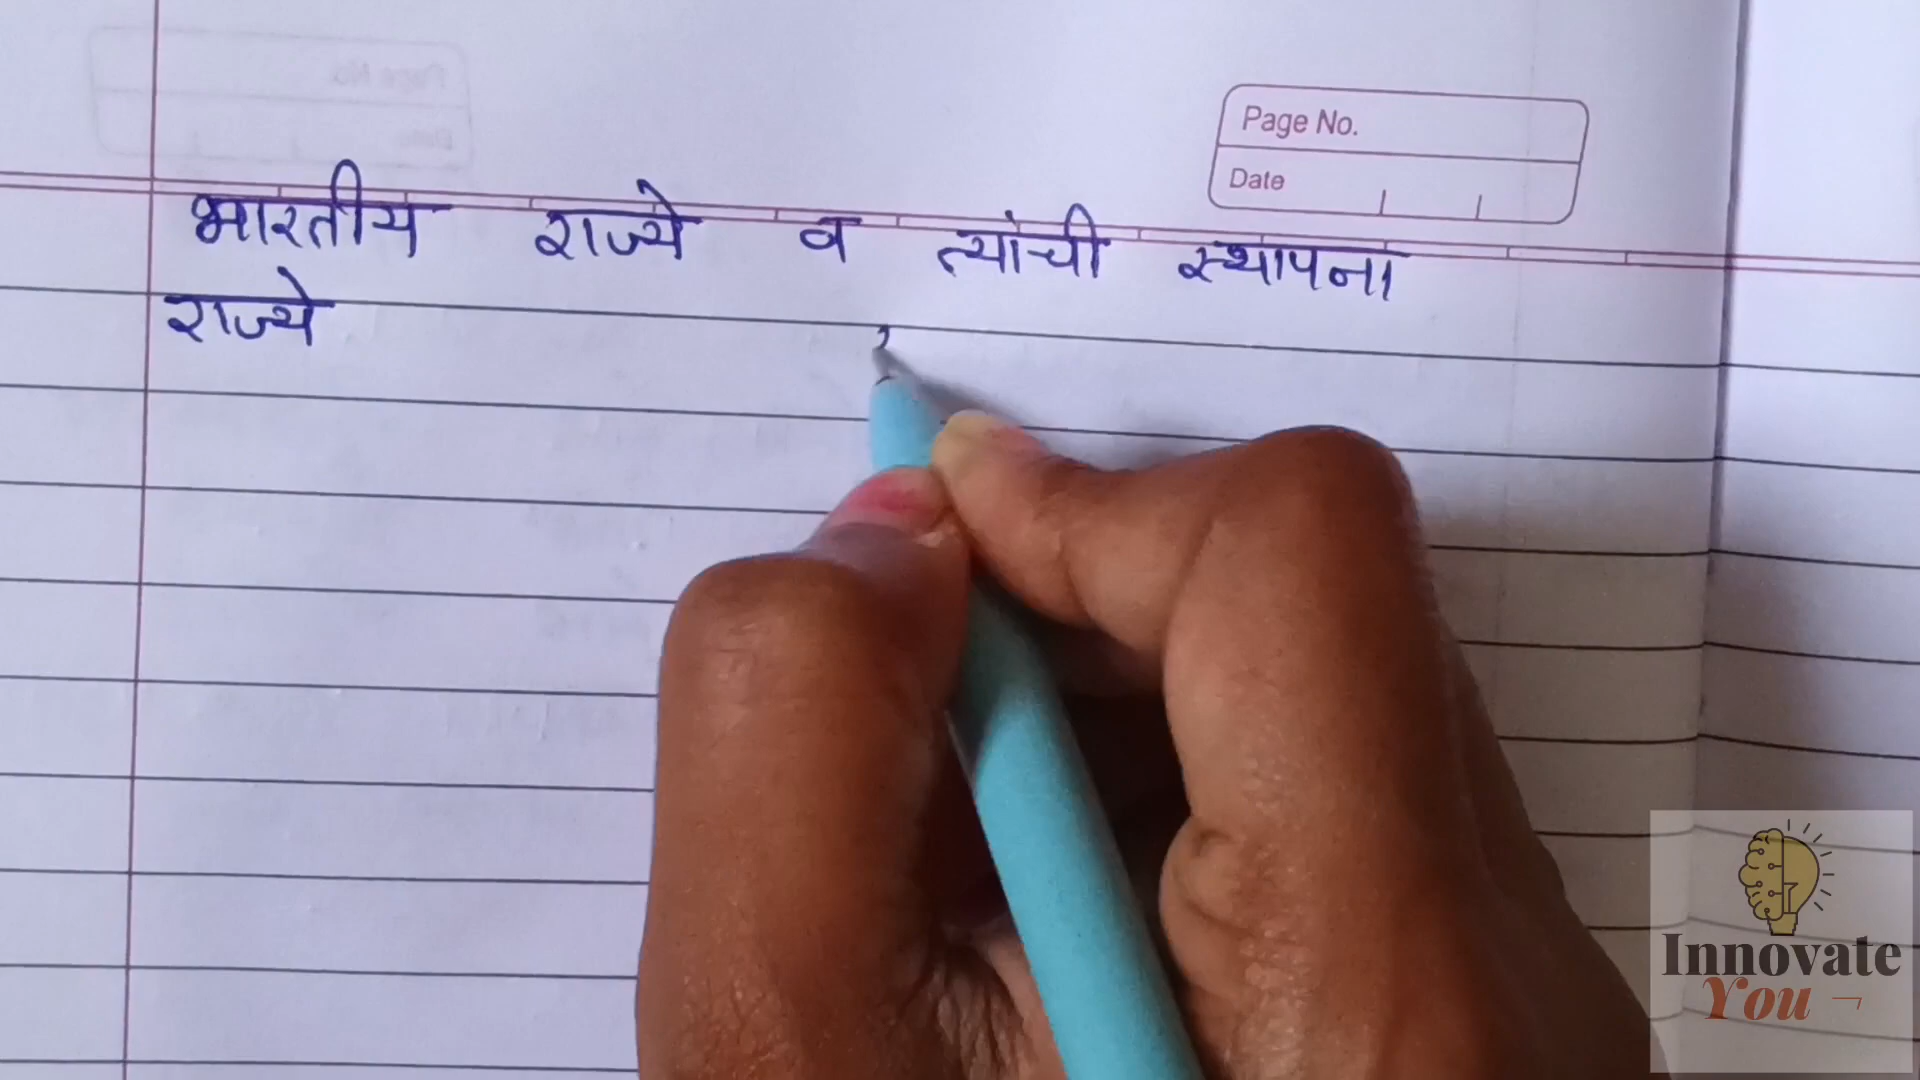 Page No.
Date
भारतीय राज्ये व त्यांची स्थापना
राज्ये
Innovate
You